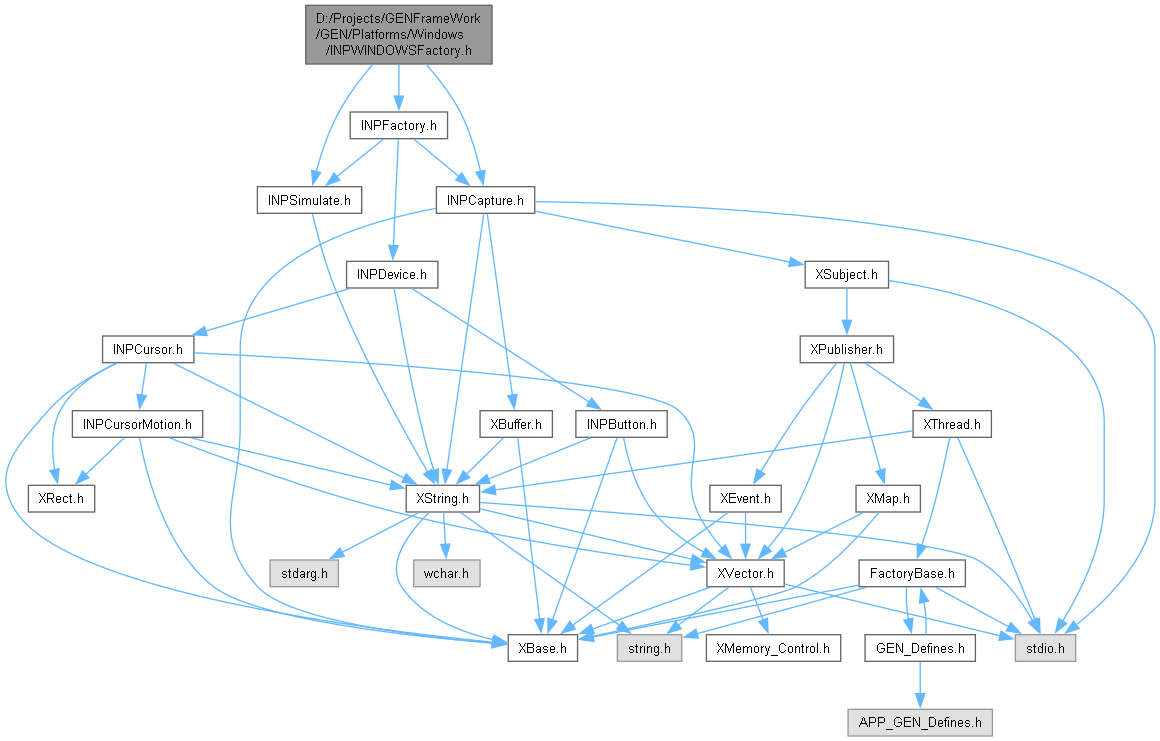 D:/Projects/GENFrameWork
/GEN/Platforms/Windows
/INPWINDOWSFactory.h
INPFactory.h
INPSimulate.h
INPCapture.h
INPDevice.h
XSubject.h
INPCursor.h
XPublisher.h
INPCursorMotion.h
XBuffer.h
INPButton.h
XThread.h
XRect.h
XString.h
XEvent.h
XMap.h
stdarg.h
wchar.h
XVector.h
FactoryBase.h
XBase.h
string.h
XMemory_Control.h
GEN_Defines.h
stdio.h
APP_GEN_Defines.h